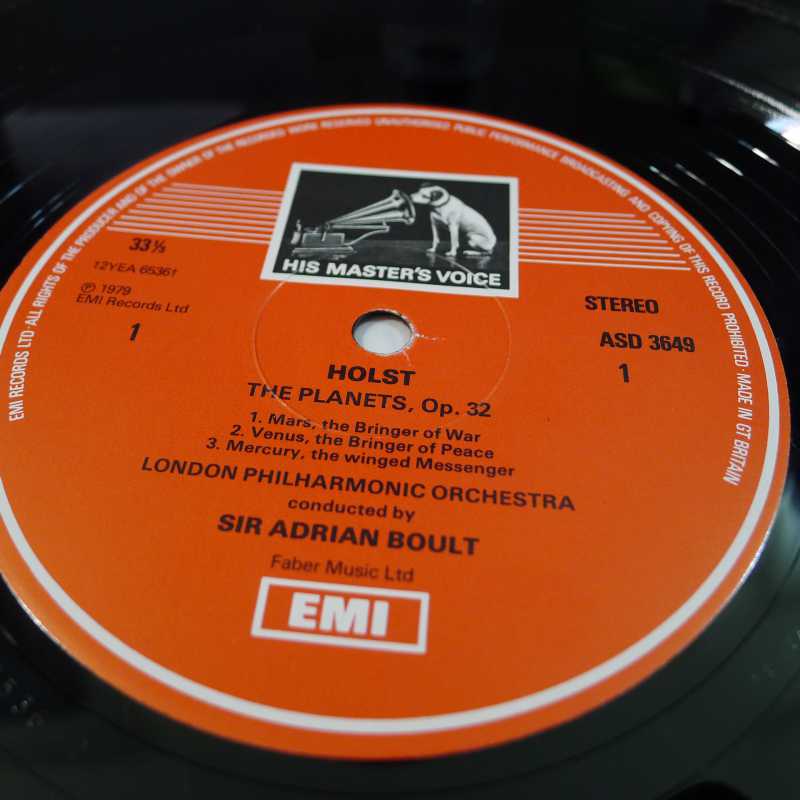 EMI RECORDS LTD · ALL RIGHTS OF THE PRODUCER AND OF THE OWNER OF THE RECORDED WORK RESERVED UNAUTHORISED PUBLIC PERFORMANCE BROADCASTING AND COPYING OF THIS RECORD PROHIBITED · MADE IN GT BRITAIN
HIS MASTER'S VOICE
33⅓
12YEA 65361
Ⓟ 1979
EMI Records Ltd
1
STEREO
ASD 3649
1
HOLST
THE PLANETS, Op. 32
1. Mars, the Bringer of War
2. Venus, the Bringer of Peace
3. Mercury, the winged Messenger
LONDON PHILHARMONIC ORCHESTRA
conducted by
SIR ADRIAN BOULT
Faber Music Ltd
EMI